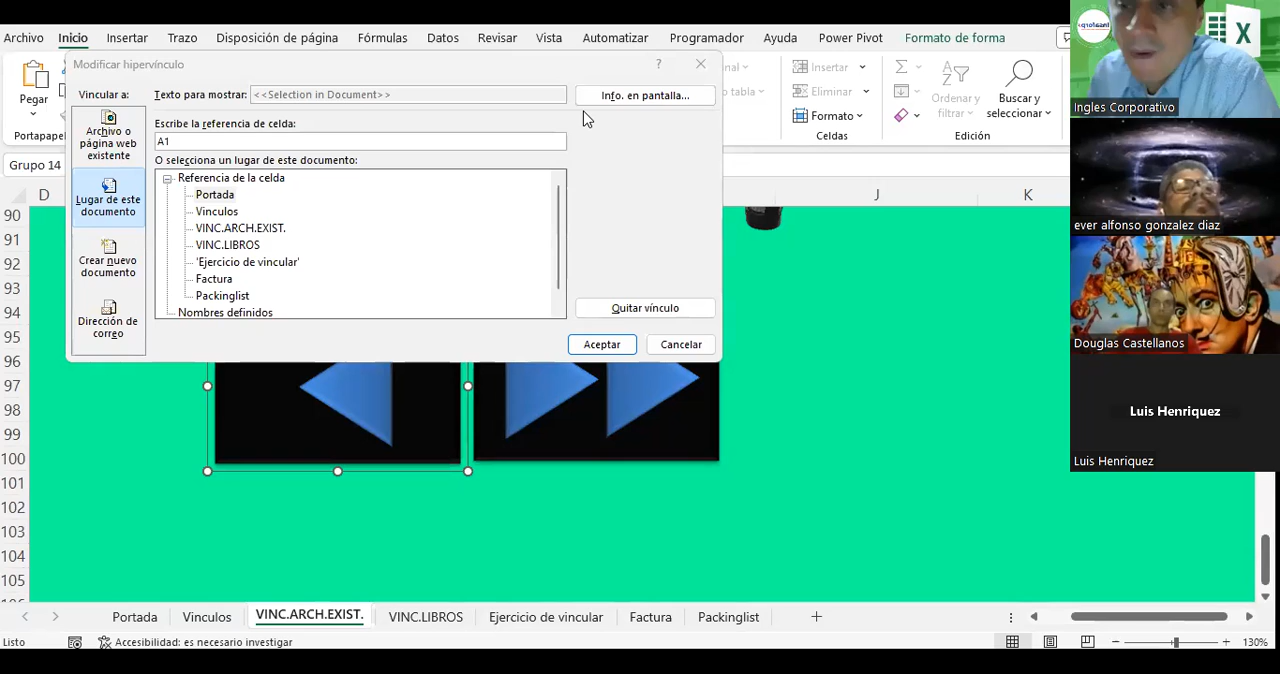 Archivo Inicio Insertar Trazo Disposición de página Fórmulas Datos Revisar Vista Automatizar Programador Ayuda Power Pivot Formato de forma
Modificar hipervínculo ?
Vincular a:
Texto para mostrar: <<Selection in Document>>
Info. en pantalla...
Archivo o
página web
existente
Lugar de este
documento
Crear nuevo
documento
Dirección de
correo
Escribe la referencia de celda:
A1
O selecciona un lugar de este documento:
Referencia de la celda
Portada
Vinculos
VINC.ARCH.EXIST.
VINC.LIBROS
'Ejercicio de vincular'
Factura
Packinglist
Nombres definidos
Quitar vínculo
Aceptar Cancelar
Pegar
Portapape
Grupo 14
Insertar
Eliminar
Formato
Celdas
Ordenar y
filtrar
Buscar y
seleccionar
Edición
D J K
90
91
92
93
94
95
96
97
98
99
100
101
102
103
104
105
Portada Vinculos VINC.ARCH.EXIST. VINC.LIBROS Ejercicio de vincular Factura Packinglist
Listo Accesibilidad: es necesario investigar 130%
X
Ingles Corporativo
ever alfonso gonzalez diaz
Douglas Castellanos
Luis Henriquez
Luis Henriquez